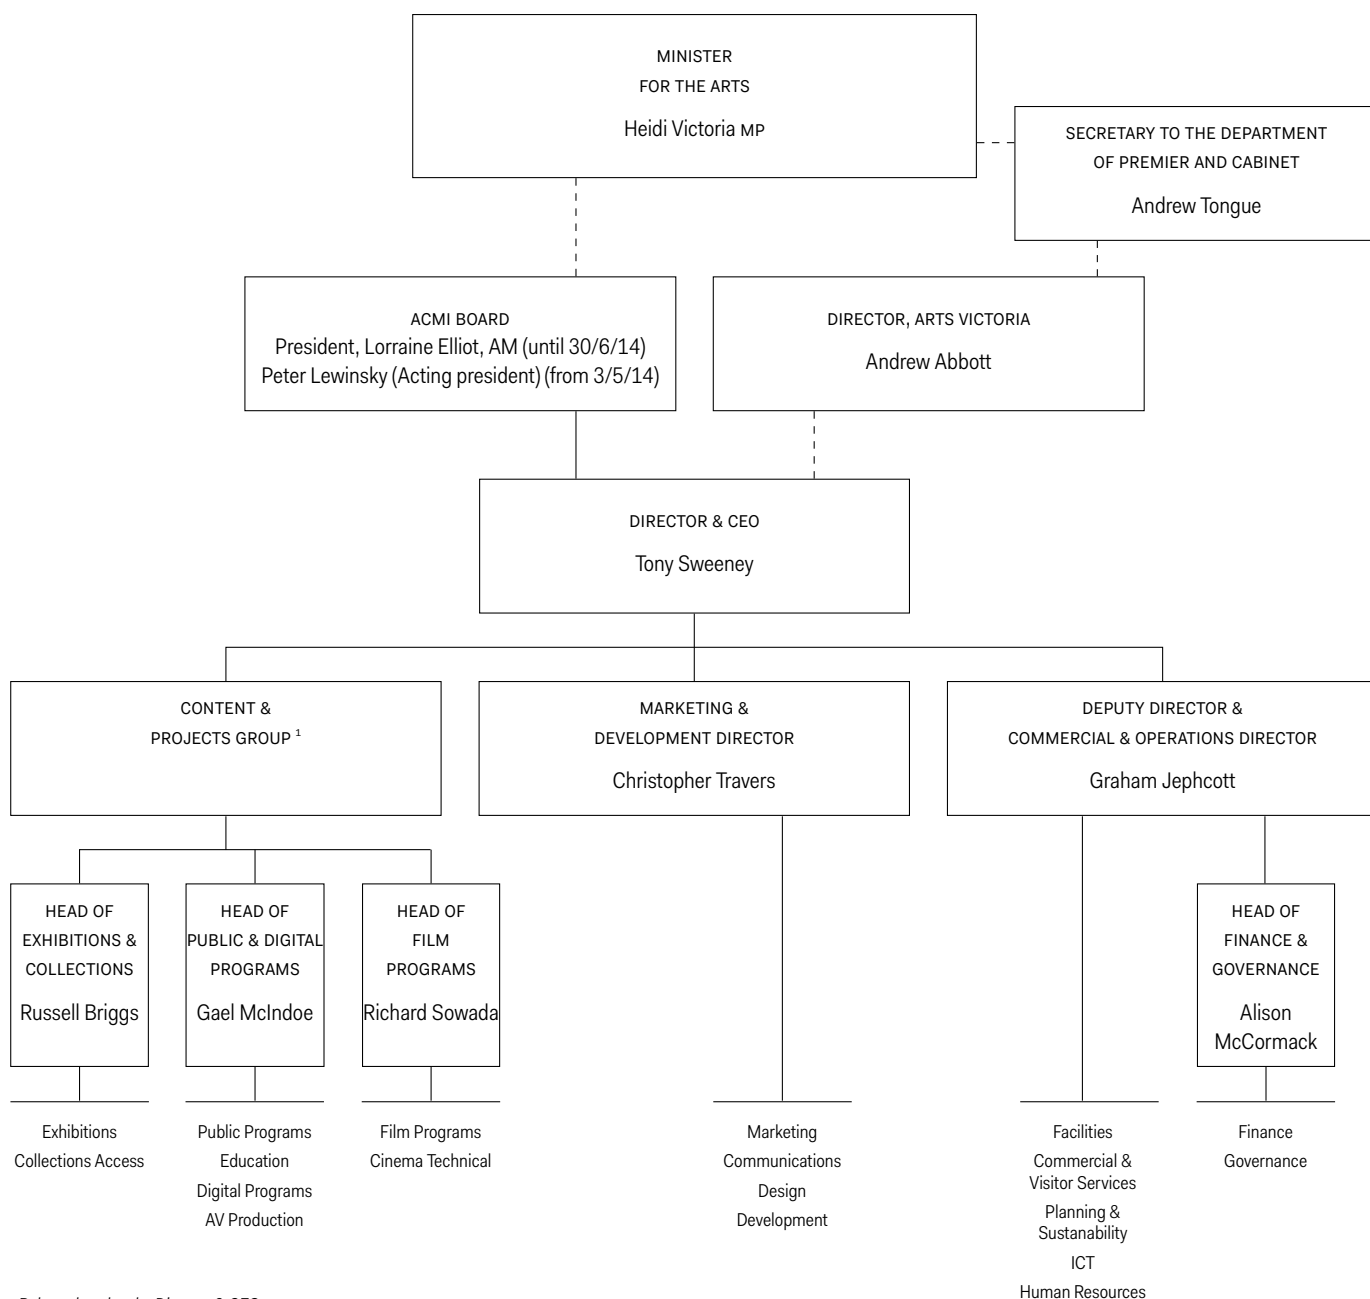 MINISTER
FOR THE ARTS
Heidi Victoria MP
SECRETARY TO THE DEPARTMENT
OF PREMIER AND CABINET
Andrew Tongue
ACMI BOARD
President, Lorraine Elliot, AM (until 30/6/14)
Peter Lewinsky (Acting president) (from 3/5/14)
DIRECTOR, ARTS VICTORIA
Andrew Abbott
DIRECTOR & CEO
Tony Sweeney
CONTENT &
PROJECTS GROUP 1
MARKETING &
DEVELOPMENT DIRECTOR
Christopher Travers
DEPUTY DIRECTOR &
COMMERCIAL & OPERATIONS DIRECTOR
Graham Jephcott
HEAD OF
EXHIBITIONS &
COLLECTIONS
Russell Briggs
HEAD OF
PUBLIC & DIGITAL
PROGRAMS
Gael McIndoe
HEAD OF
FILM
PROGRAMS
Richard Sowada
HEAD OF
FINANCE &
GOVERNANCE
Alison
McCormack
Exhibitions
Collections Access
Public Programs
Education
Digital Programs
AV Production
Film Programs
Cinema Technical
Marketing
Communications
Design
Development
Facilities
Commercial &
Visitor Services
Planning &
Sustanability
ICT
Human Resources
Finance
Governance